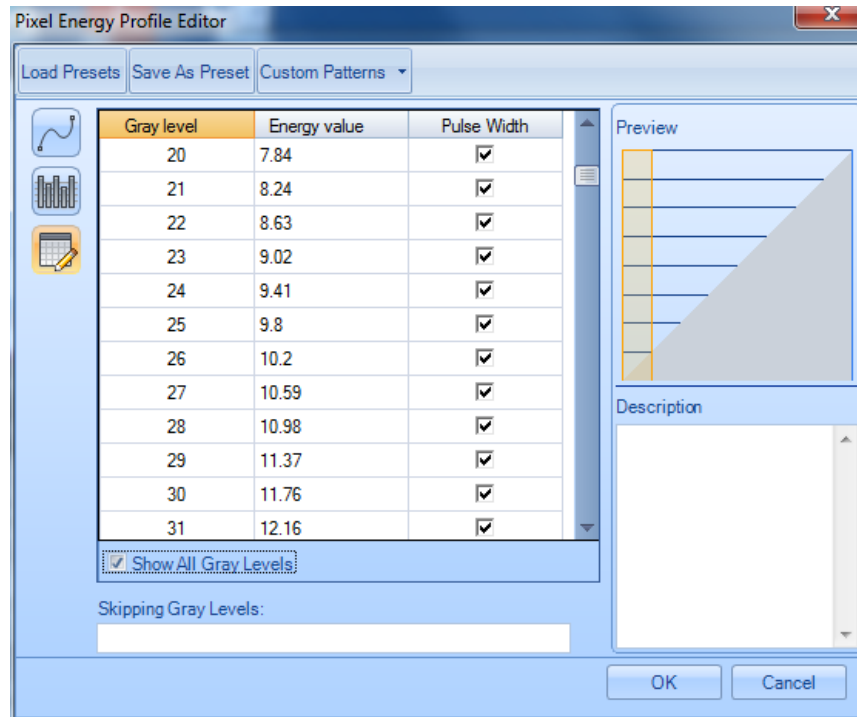 Pixel Energy Profile Editor
Load Presets Save As Preset Custom Patterns
Gray level Energy value Pulse Width
20 7.84
21 8.24
22 8.63
23 9.02
24 9.41
25 9.8
26 10.2
27 10.59
28 10.98
29 11.37
30 11.76
31 12.16
Show All Gray Levels
Skipping Gray Levels:
Preview
Description
OK Cancel